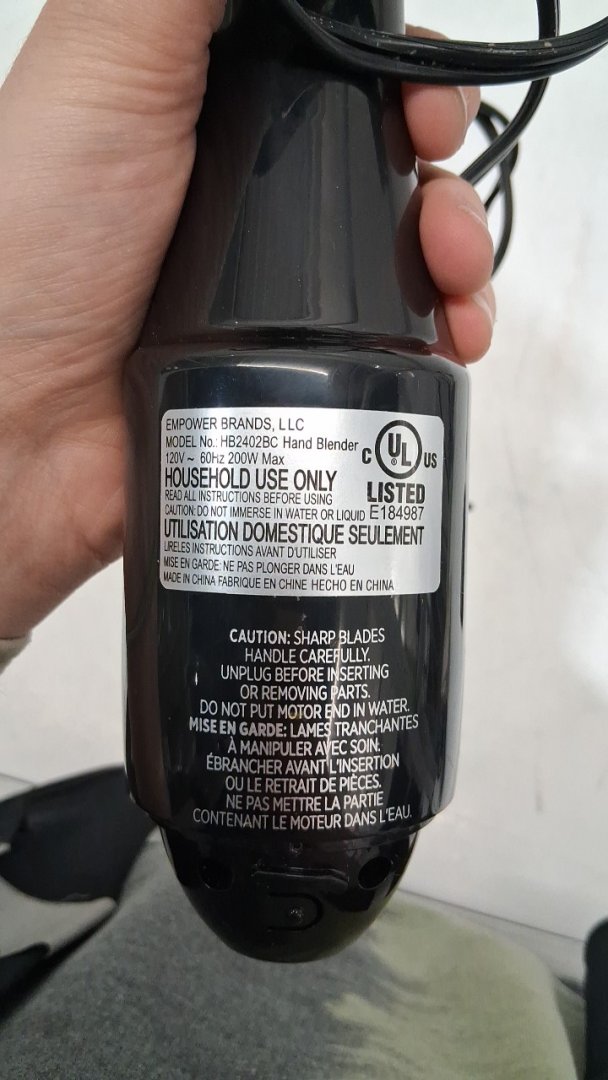 EMPOWER BRANDS, LLC
MODEL No.: HB2402BC Hand Blender
120V ~ 60Hz 200W Max
HOUSEHOLD USE ONLY
READ ALL INSTRUCTIONS BEFORE USING
CAUTION: DO NOT IMMERSE IN WATER OR LIQUID
UTILISATION DOMESTIQUE SEULEMENT
LIRELES INSTRUCTIONS AVANT D'UTILISER
MISE EN GARDE: NE PAS PLONGER DANS L'EAU
MADE IN CHINA FABRIQUE EN CHINE HECHO EN CHINA
C UL ® US
LISTED
E184987
CAUTION: SHARP BLADES
HANDLE CAREFULLY.
UNPLUG BEFORE INSERTING
OR REMOVING PARTS.
DO NOT PUT MOTOR END IN WATER.
MISE EN GARDE: LAMES TRANCHANTES
À MANIPULER AVEC SOIN.
ÉBRANCHER AVANT L'INSERTION
OU LE RETRAIT DE PIÈCES.
NE PAS METTRE LA PARTIE
CONTENANT LE MOTEUR DANS L'EAU.